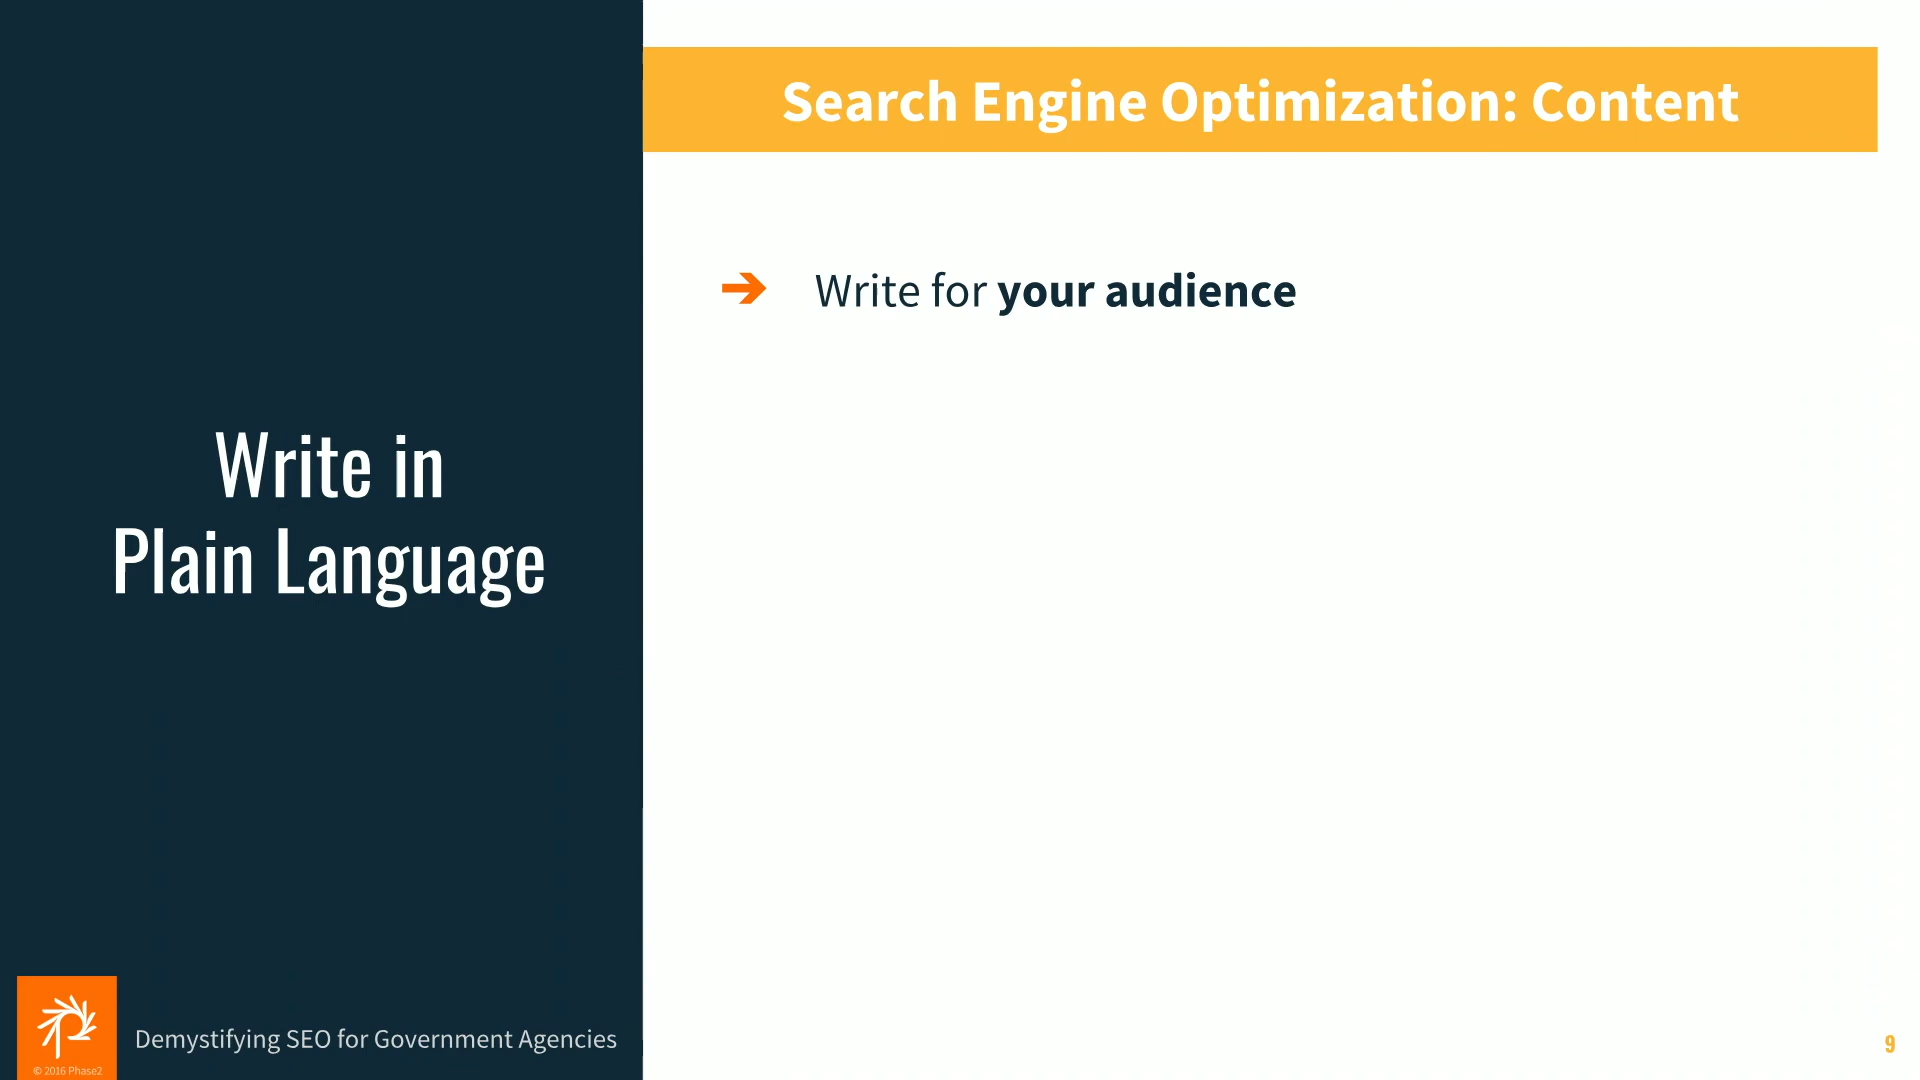 Write in
Plain Language
Search Engine Optimization: Content
➔ Write for your audience
© 2016 Phase2
Demystifying SEO for Government Agencies
9